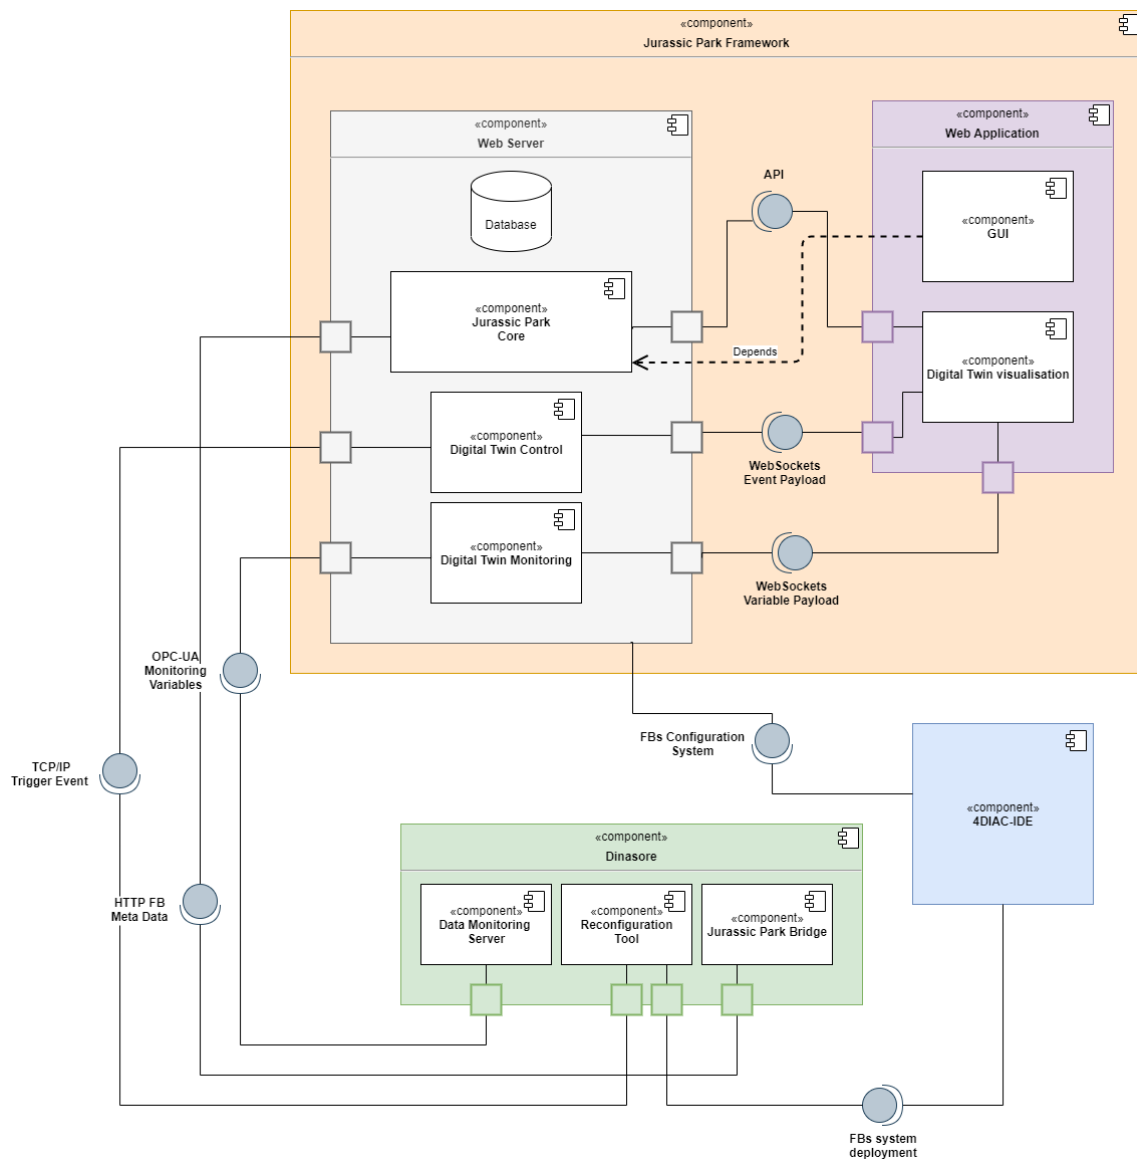 «component»
Jurassic Park Framework
«component»
Web Server
Database
«component»
Jurassic Park
Core
«component»
Digital Twin Control
«component»
Digital Twin Monitoring
API
Depends
WebSockets
Event Payload
WebSockets
Variable Payload
«component»
Web Application
«component»
GUI
«component»
Digital Twin visualisation
OPC-UA
Monitoring
Variables
TCP/IP
Trigger Event
HTTP FB
Meta Data
FBs Configuration
System
«component»
4DIAC-IDE
«component»
Dinasore
«component»
Data Monitoring
Server
«component»
Reconfiguration
Tool
«component»
Jurassic Park Bridge
FBs system
deployment